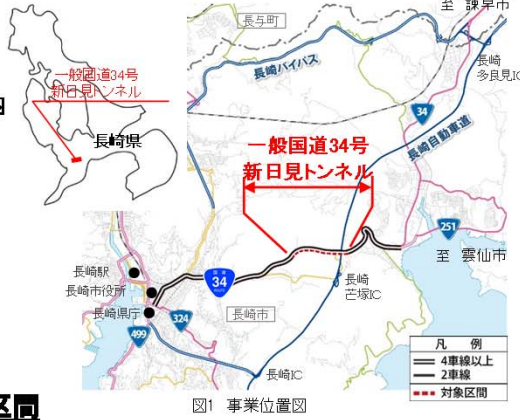 一般国道34号
新日見トンネル
長崎県
長与町
至 諫早市
長崎バイパス
長崎
多良見IC
34
長崎自動車道
一般国道34号
新日見トンネル
251
至 雲仙市
長崎駅
長崎市役所
長崎県庁
国道
34
324
499
長崎市
長崎
芒塚IC
長崎IC
凡 例
4車線以上
2車線
対象区間
区間
図1 事業位置図